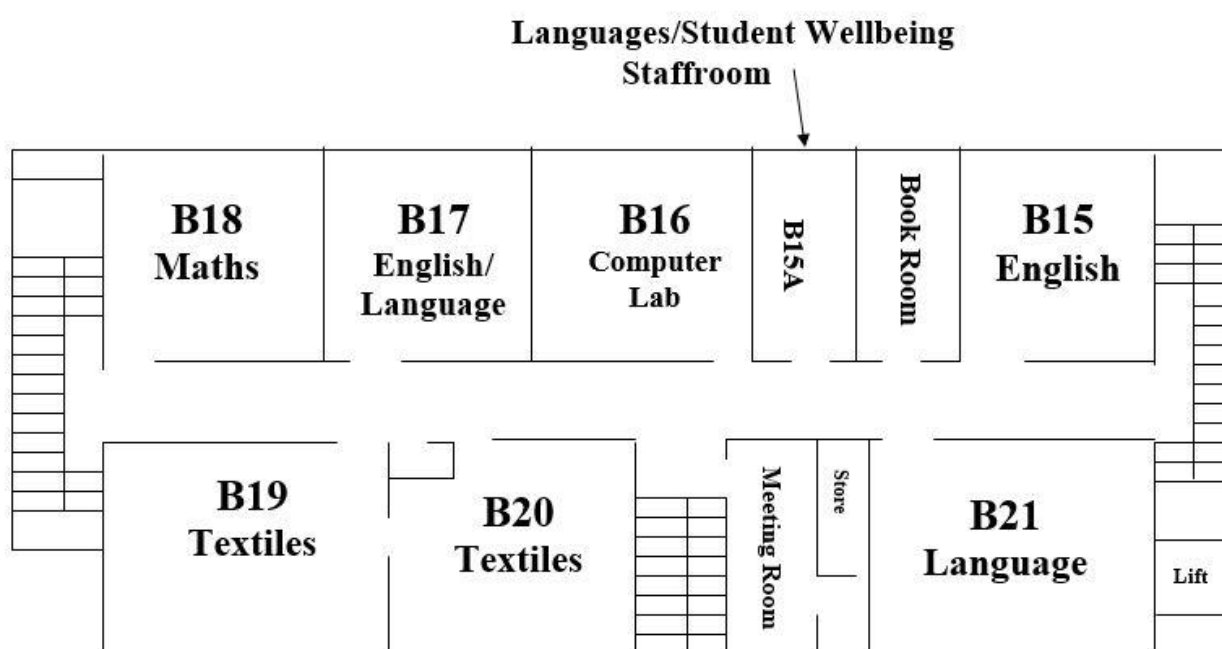 Languages/Student Wellbeing
Staffroom
B18
Maths
B17
English/
Language
B16
Computer
Lab
B15A
Book Room
B15
English
B19
Textiles
B20
Textiles
Meeting Room
Store
B21
Language
Lift